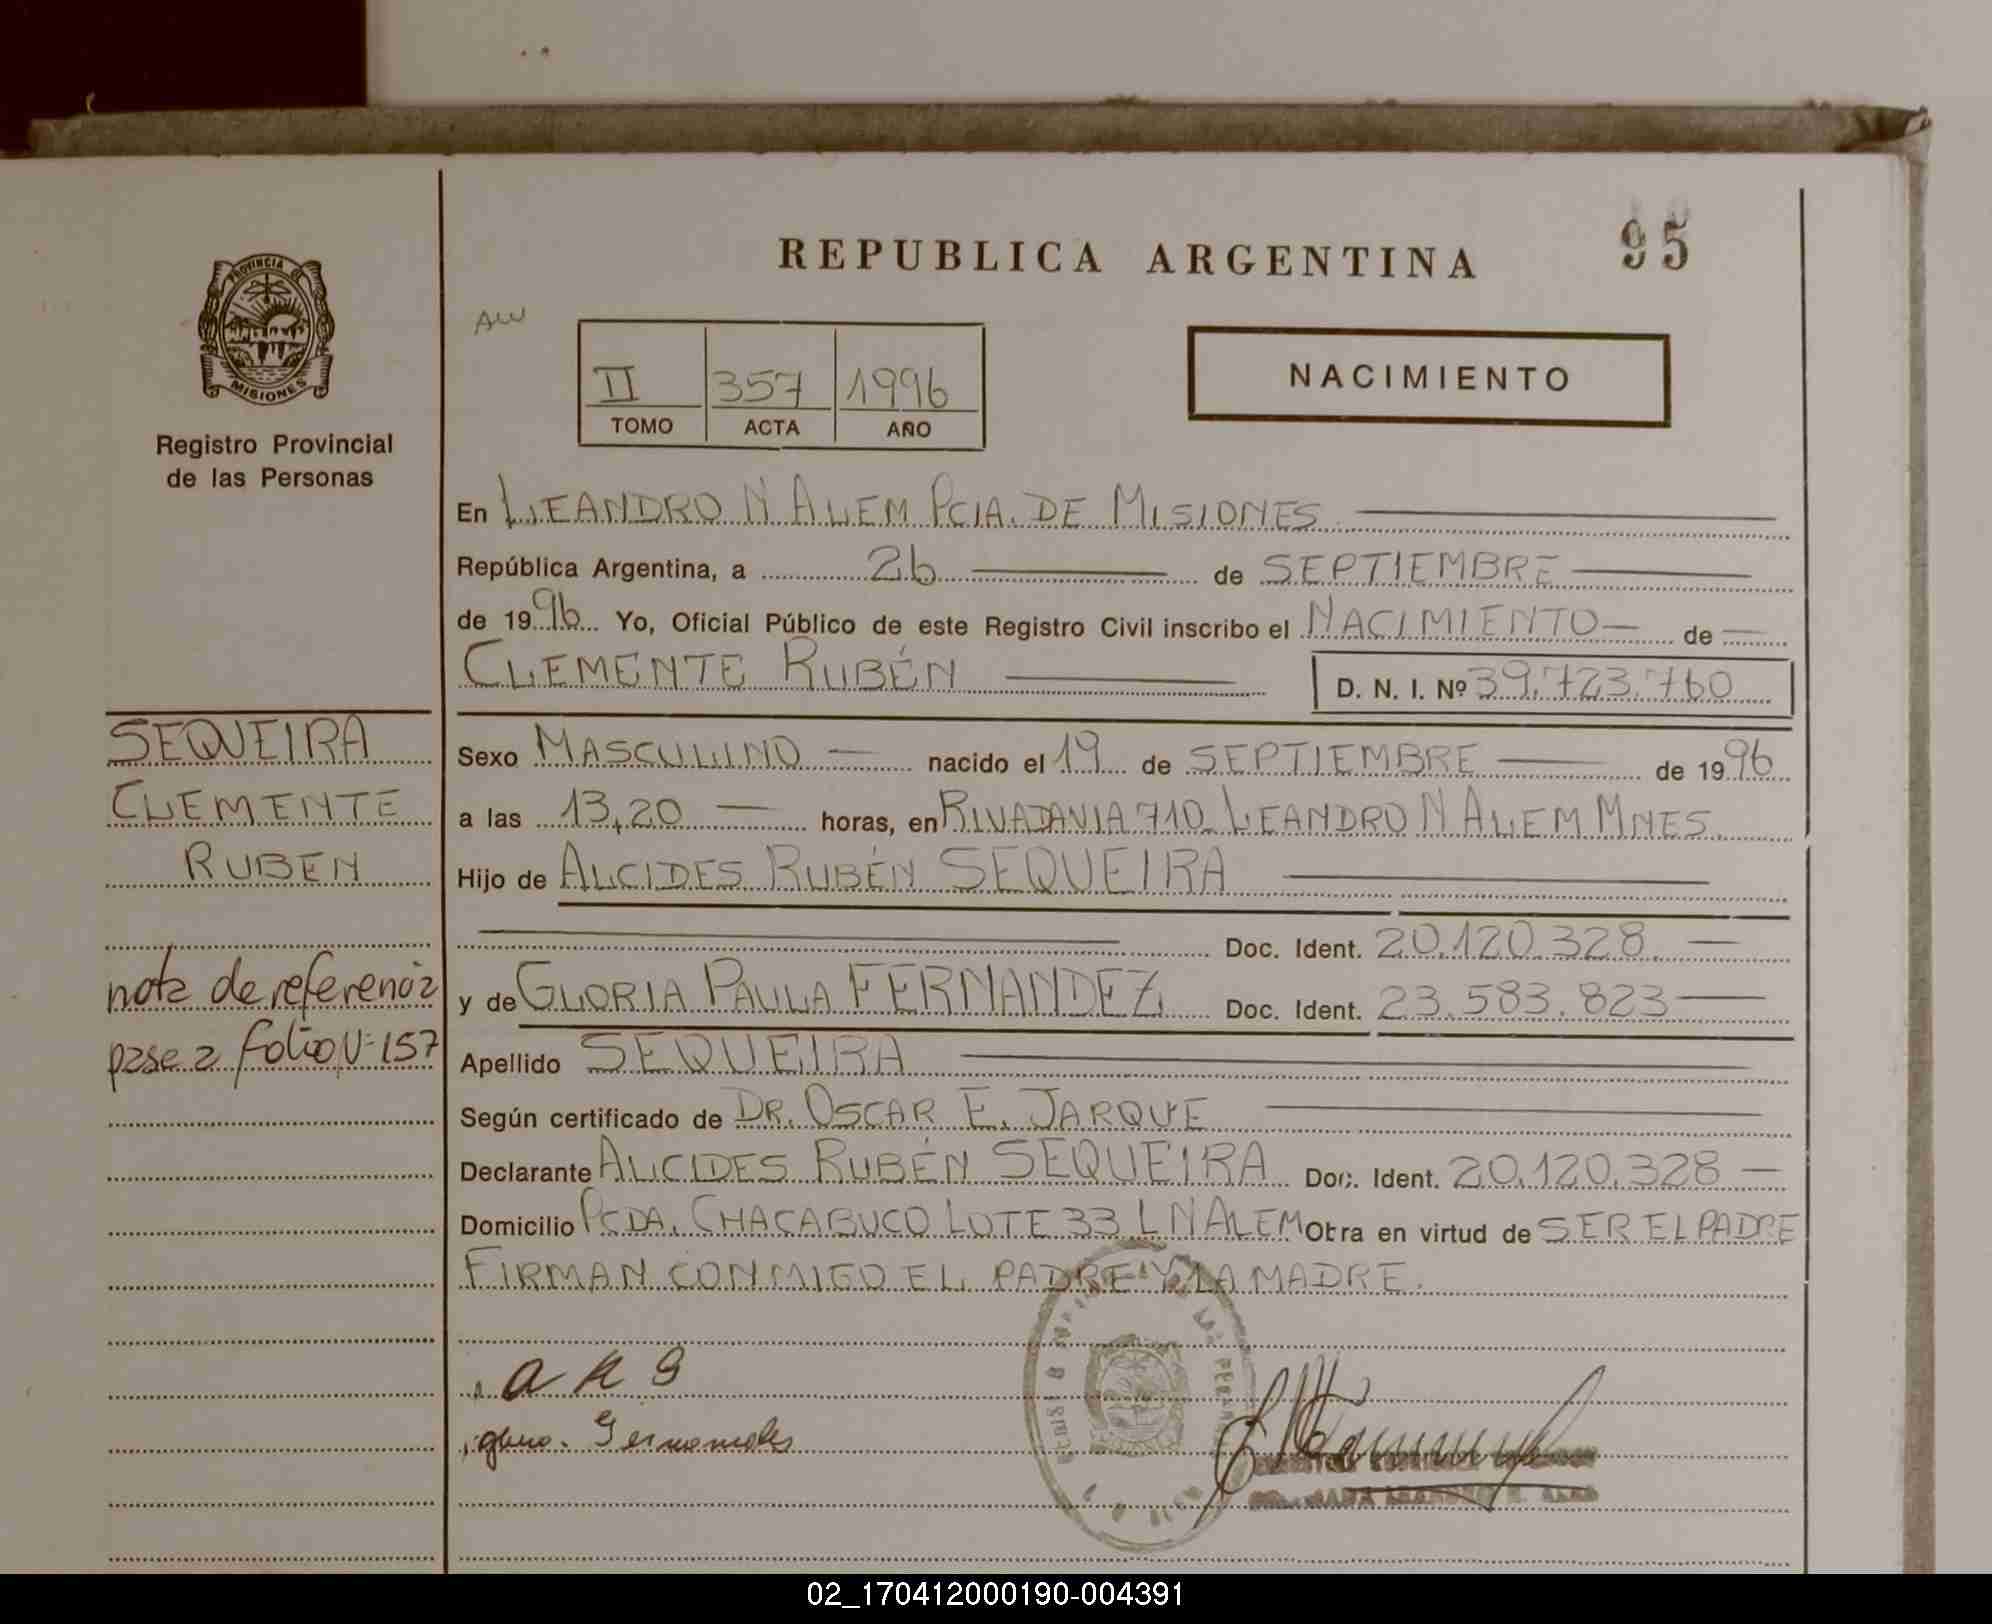 REPUBLICA ARGENTINA
95
PROVINCIA DE
MISIONES
Registro Provincial
de las Personas
II 357 1996
TOMO ACTA AÑO
NACIMIENTO
En LEANDRO N ALEM PCIA. DE MISIONES
República Argentina, a 26 de SEPTIEMBRE
de 1996 Yo, Oficial Público de este Registro Civil inscribo el NACIMIENTO de
CLEMENTE RUBÉN D. N. I. Nº 39.723.760
SEQUEIRA
CLEMENTE
RUBEN
nota de referencia
pase a folio Nº 157
Sexo MASCULINO nacido el 19 de SEPTIEMBRE de 1996
a las 13,20 horas, en RIVADAVIA 710 LEANDRO N ALEM MNES.
Hijo de ALCIDES RUBÉN SEQUEIRA
Doc. Ident. 20.120.328
y de GLORIA PAULA FERNANDEZ Doc. Ident. 23.583.823
Apellido SEQUEIRA
Según certificado de DR. OSCAR E. JARQUE
Declarante ALCIDES RUBÉN SEQUEIRA Doc. Ident. 20.120.328
Domicilio PCDA. CHACABUCO LOTE 33 L N ALEM Obra en virtud de SER EL PADRE
FIRMAN CONMIGO EL PADRE Y LA MADRE.
02_170412000190-004391